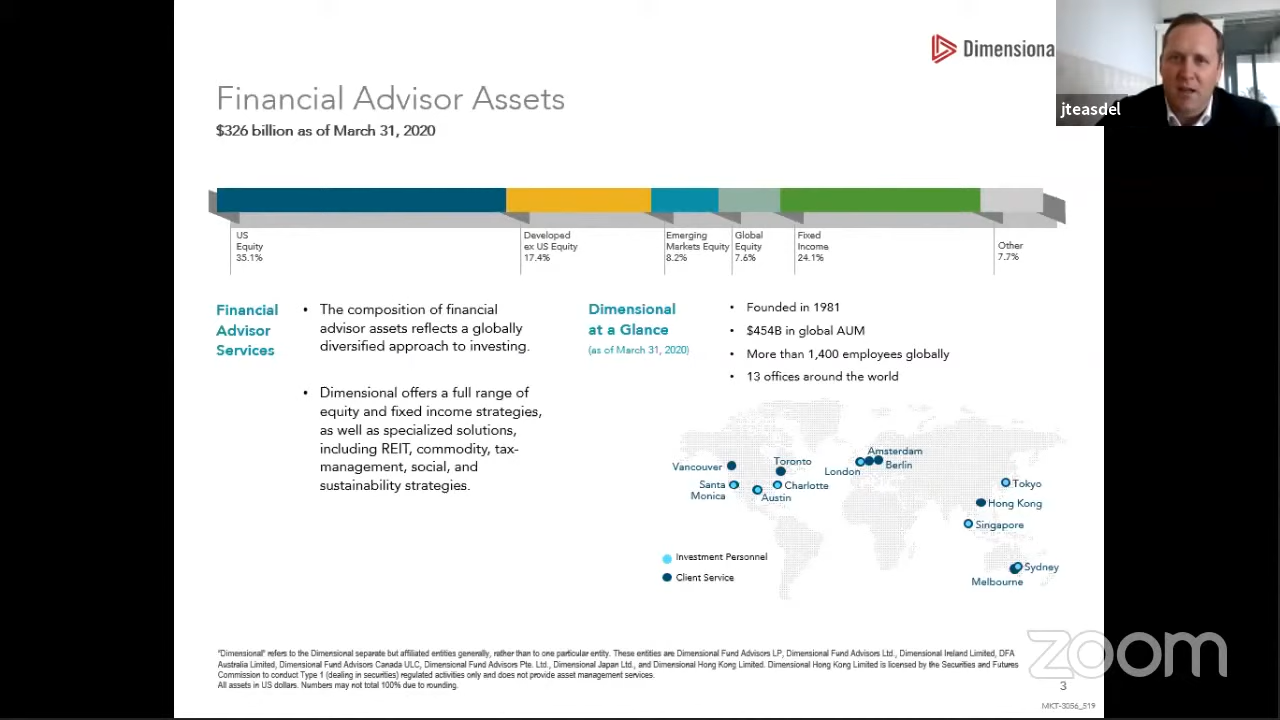 Dimensiona
jteasdel
Financial Advisor Assets
$326 billion as of March 31, 2020
US
Equity
35.1%
Developed
ex US Equity
17.4%
Emerging
Markets Equity
8.2%
Global
Equity
7.6%
Fixed
Income
24.1%
Other
7.7%
Financial
Advisor
Services
• The composition of financial
advisor assets reflects a globally
diversified approach to investing.
• Dimensional offers a full range of
equity and fixed income strategies,
as well as specialized solutions,
including REIT, commodity, tax-
management, social, and
sustainability strategies.
Dimensional
at a Glance
(as of March 31, 2020)
• Founded in 1981
• $454B in global AUM
• More than 1,400 employees globally
• 13 offices around the world
Vancouver
Toronto
Santa
Monica
Charlotte
Austin
Amsterdam
London
Berlin
Tokyo
Hong Kong
Singapore
Sydney
Melbourne
Investment Personnel
Client Service
"Dimensional" refers to the Dimensional separate but affiliated entities generally, rather than to one particular entity. These entities are Dimensional Fund Advisors LP, Dimensional Fund Advisors Ltd., Dimensional Ireland Limited, DFA
Australia Limited, Dimensional Fund Advisors Canada ULC, Dimensional Fund Advisors Pte. Ltd., Dimensional Japan Ltd., and Dimensional Hong Kong Limited. Dimensional Hong Kong Limited is licensed by the Securities and Futures
Commission to conduct Type 1 (dealing in securities) regulated activities only and does not provide asset management services.
All assets in US dollars. Numbers may not total 100% due to rounding.
zoom
3
MKT-3056_519